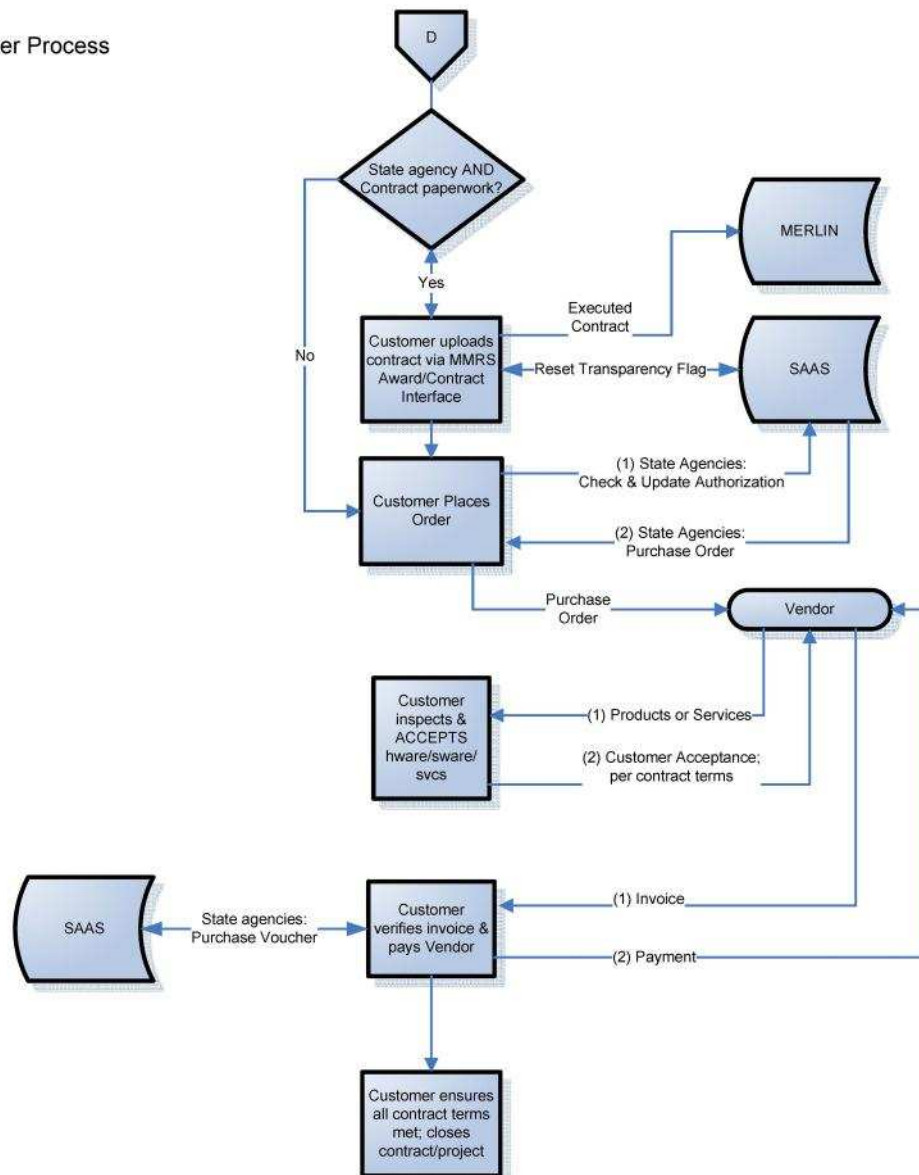 er Process
D
State agency AND
Contract paperwork?
MERLIN
Yes
Executed
Contract
No
Customer uploads
contract via MMRS
Award/Contract
Interface
Reset Transparency Flag
SAAS
(1) State Agencies:
Check & Update Authorization
Customer Places
Order
(2) State Agencies:
Purchase Order
Purchase
Order
Vendor
Customer
inspects &
ACCEPTS
hware/sware/
svcs
(1) Products or Services
(2) Customer Acceptance;
per contract terms
SAAS
State agencies:
Purchase Voucher
Customer
verifies invoice &
pays Vendor
(1) Invoice
(2) Payment
Customer ensures
all contract terms
met; closes
contract/project